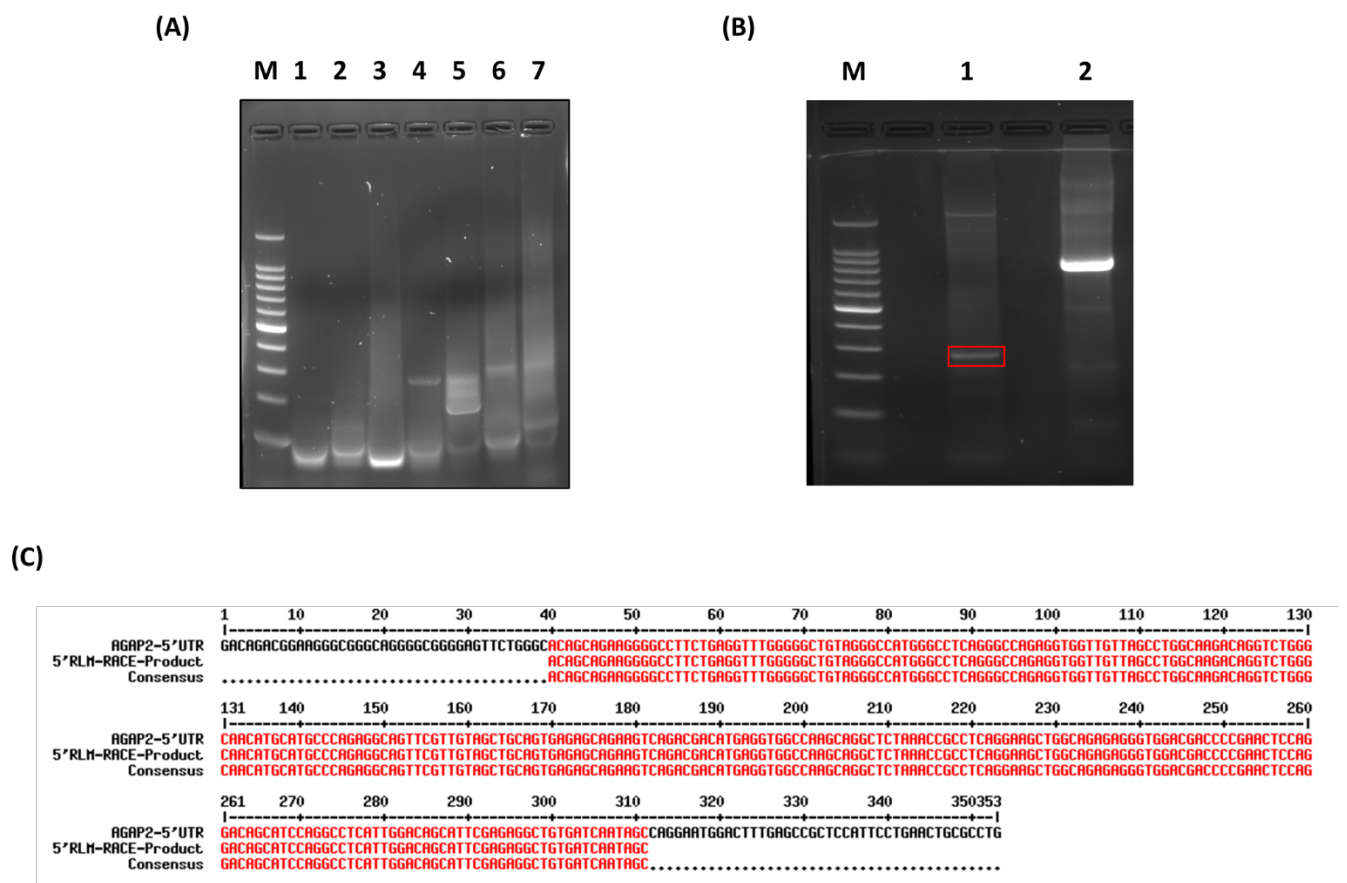 (A)
(B)
M 1 2 3 4 5 6 7
M 1 2
(C)
1 10 20 30 40 50 60 70 80 90 100 110 120 130
AGAP2-5'UTR GACAGACGGAAGGGCGGGCAGGGGCGGGGAGTTCTGGGCACAGCAGAAGGGGCCTTCTGAGGTTTGGGGGCTGTAGGGCCATGGGCCTCAGGGCCAGAGGTGGTTGTTAGCCTGGCAAGACAGGTCTGGG
5'RLM-RACE-Product ACAGCAGAAGGGGCCTTCTGAGGTTTGGGGGCTGTAGGGCCATGGGCCTCAGGGCCAGAGGTGGTTGTTAGCCTGGCAAGACAGGTCTGGG
Consensus .......................................ACAGCAGAAGGGGCCTTCTGAGGTTTGGGGGCTGTAGGGCCATGGGCCTCAGGGCCAGAGGTGGTTGTTAGCCTGGCAAGACAGGTCTGGG
131 140 150 160 170 180 190 200 210 220 230 240 250 260
AGAP2-5'UTR CAACATGCATGCCCAGAGGCAGTTCGTTGTAGCTGCAGTGAGAGCAGAAGTCAGACGACATGAGGTGGCCAAGCAGGCTCTAAACCGCCTCAGGAAGCTGGCAGAGAGGGTGGACGACCCCGAACTCCAG
5'RLM-RACE-Product CAACATGCATGCCCAGAGGCAGTTCGTTGTAGCTGCAGTGAGAGCAGAAGTCAGACGACATGAGGTGGCCAAGCAGGCTCTAAACCGCCTCAGGAAGCTGGCAGAGAGGGTGGACGACCCCGAACTCCAG
Consensus CAACATGCATGCCCAGAGGCAGTTCGTTGTAGCTGCAGTGAGAGCAGAAGTCAGACGACATGAGGTGGCCAAGCAGGCTCTAAACCGCCTCAGGAAGCTGGCAGAGAGGGTGGACGACCCCGAACTCCAG
261 270 280 290 300 310 320 330 340 350353
AGAP2-5'UTR GACAGCATCCAGGCCTCATTGGACAGCATTCGAGAGGCTGTGATCAATAGCCAGGAATGGACTTTGAGCCGCTCCATTCCTGAACTGCGCCTG
5'RLM-RACE-Product GACAGCATCCAGGCCTCATTGGACAGCATTCGAGAGGCTGTGATCAATAGC
Consensus GACAGCATCCAGGCCTCATTGGACAGCATTCGAGAGGCTGTGATCAATAGC..........................................